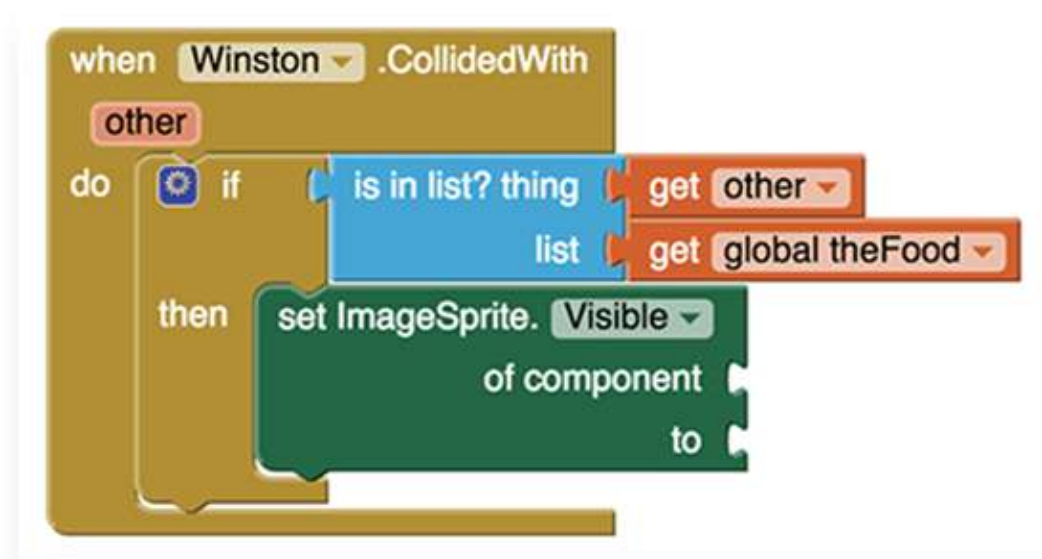 when Winston .CollidedWith
other
do if is in list? thing get other
list get global theFood
then set ImageSprite. Visible
of component
to